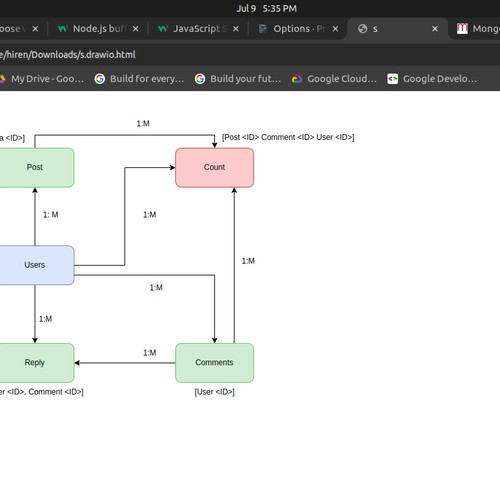 Jul 9 5:35 PM
oose v
Node.js buf
JavaScript S
Options · P
s
Mong
e/hiren/Downloads/s.drawio.html
My Drive - Goo...
Build for every...
Build your fut...
Google Cloud...
Google Develo...
1:M
a <ID>]
[Post <ID> Comment <ID> User <ID>]
Post
Count
1: M
1:M
1:M
Users
1:M
1:M
1:M
Reply
Comments
er <ID>, Comment <ID>]
[User <ID>]